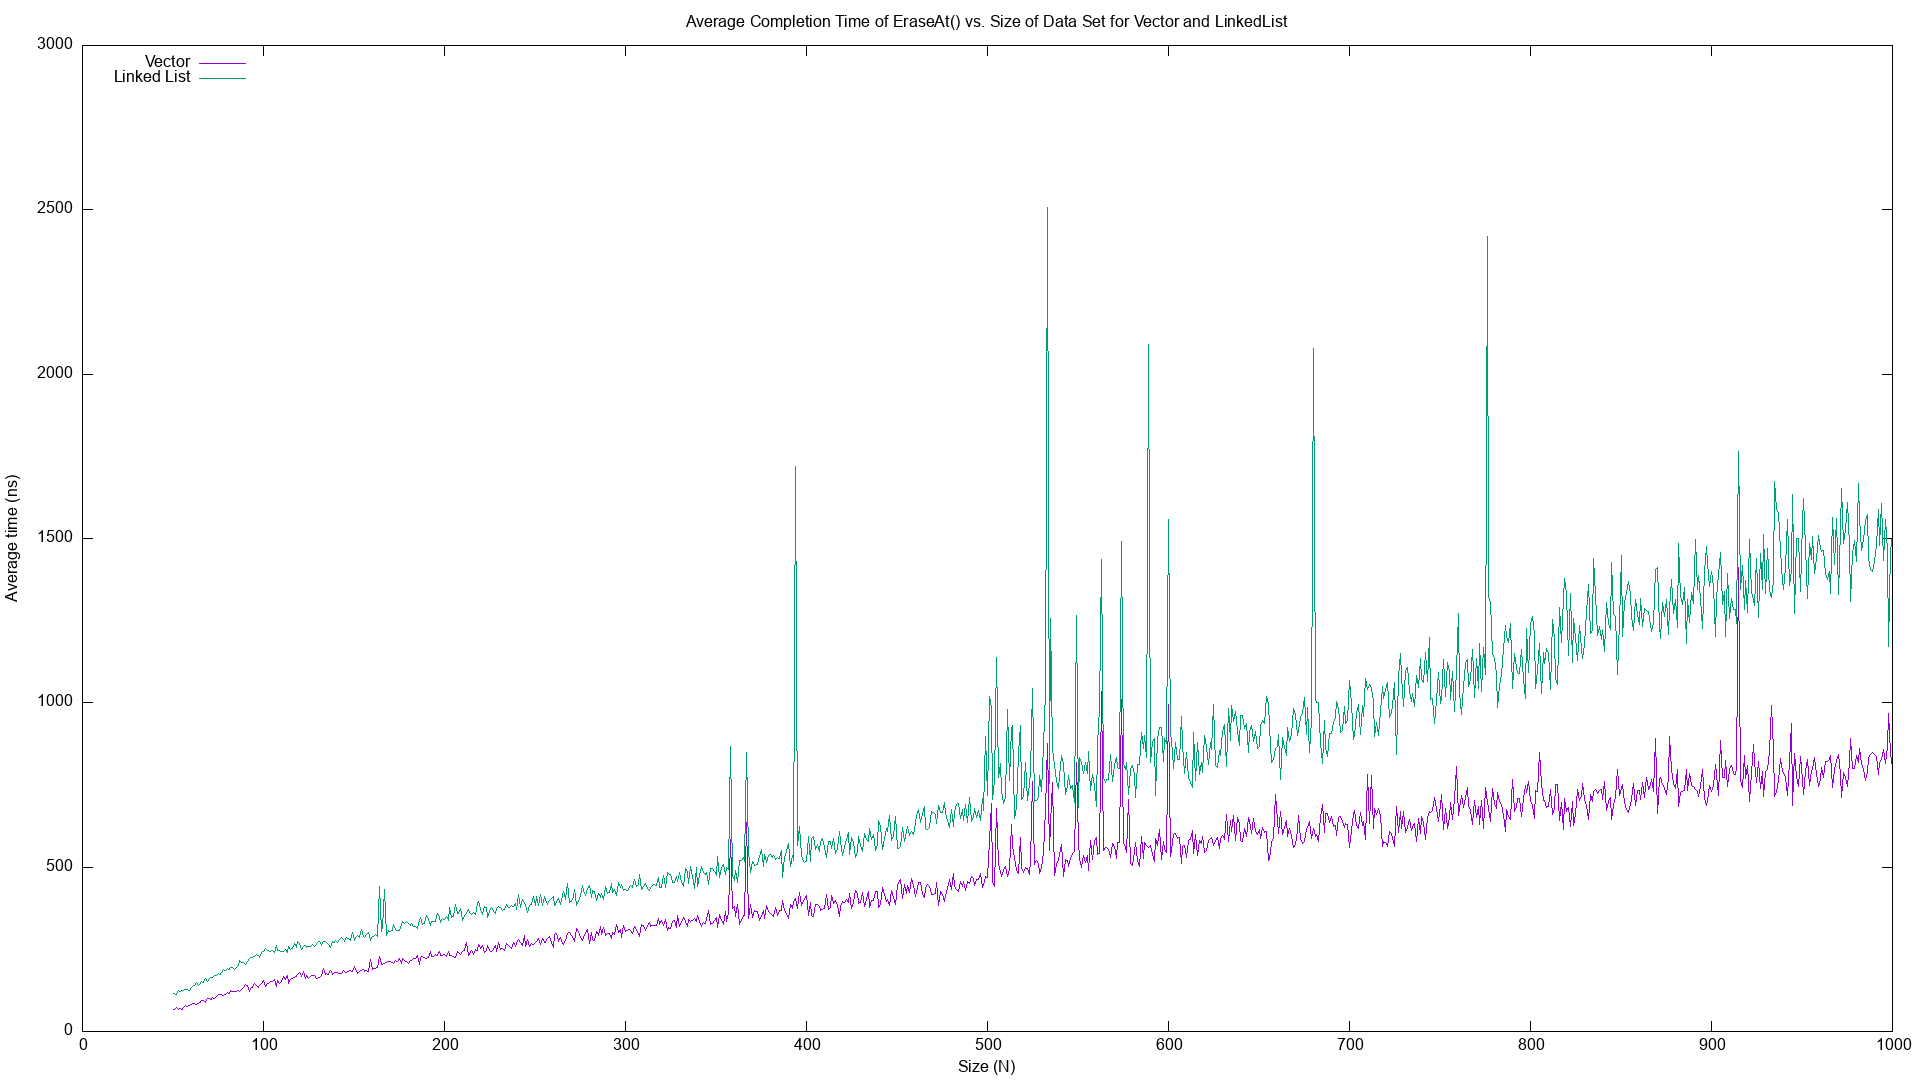 Average Completion Time of EraseAt() vs. Size of Data Set for Vector and LinkedList
3000
Vector
Linked List
2500
2000
1500
1000
500
0
Average time (ns)
0 100 200 300 400 500 600 700 800 900 1000
Size (N)